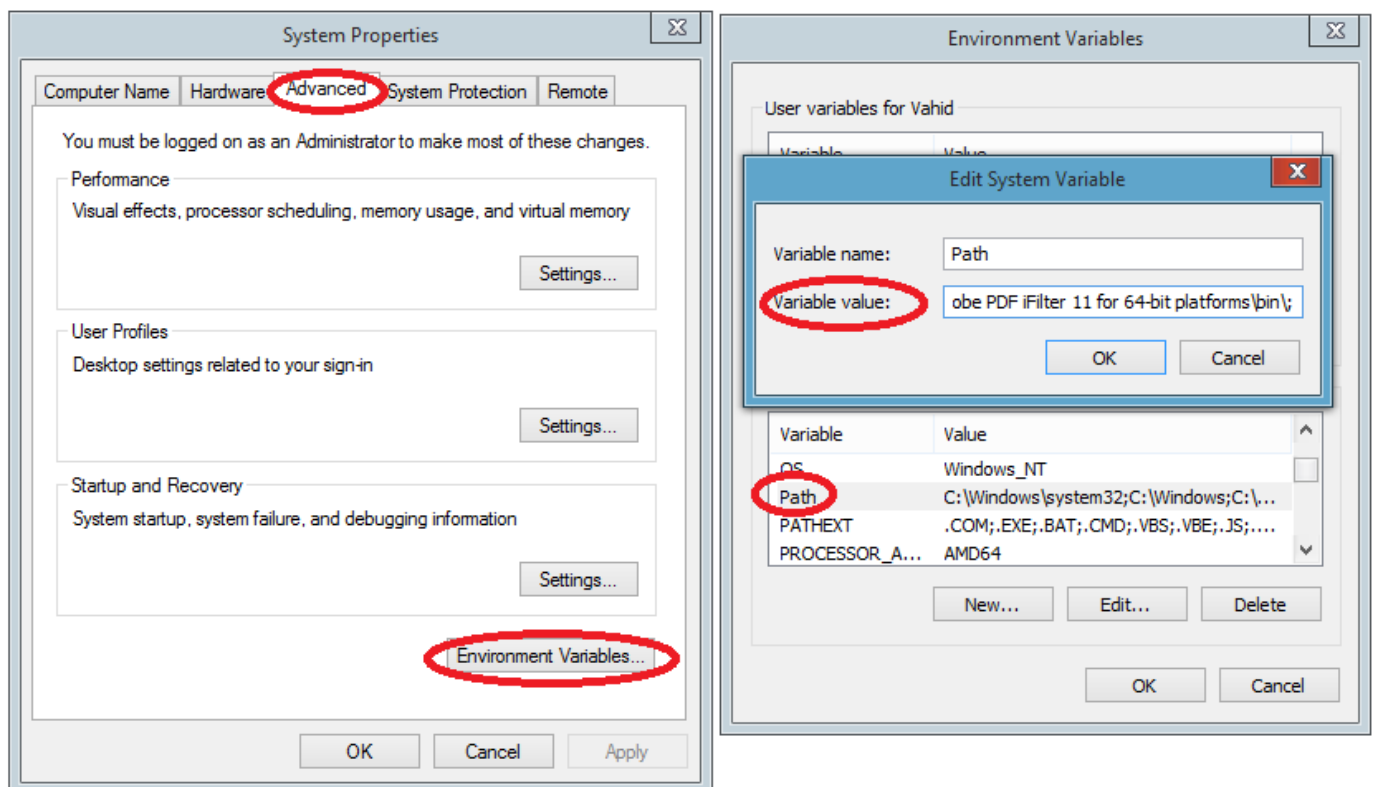 System Properties
Computer Name Hardware Advanced System Protection Remote
You must be logged on as an Administrator to make most of these changes.
Performance
Visual effects, processor scheduling, memory usage, and virtual memory
Settings...
User Profiles
Desktop settings related to your sign-in
Settings...
Startup and Recovery
System startup, system failure, and debugging information
Settings...
Environment Variables...
OK Cancel Apply
Environment Variables
User variables for Vahid
Variable Value
Edit System Variable
Variable name: Path
Variable value: obe PDF iFilter 11 for 64-bit platforms\bin\;
OK Cancel
Variable Value
OS Windows_NT
Path C:\Windows\system32;C:\Windows;C:\...
PATHEXT .COM;.EXE;.BAT;.CMD;.VBS;.VBE;.JS;....
PROCESSOR_A... AMD64
New... Edit... Delete
OK Cancel